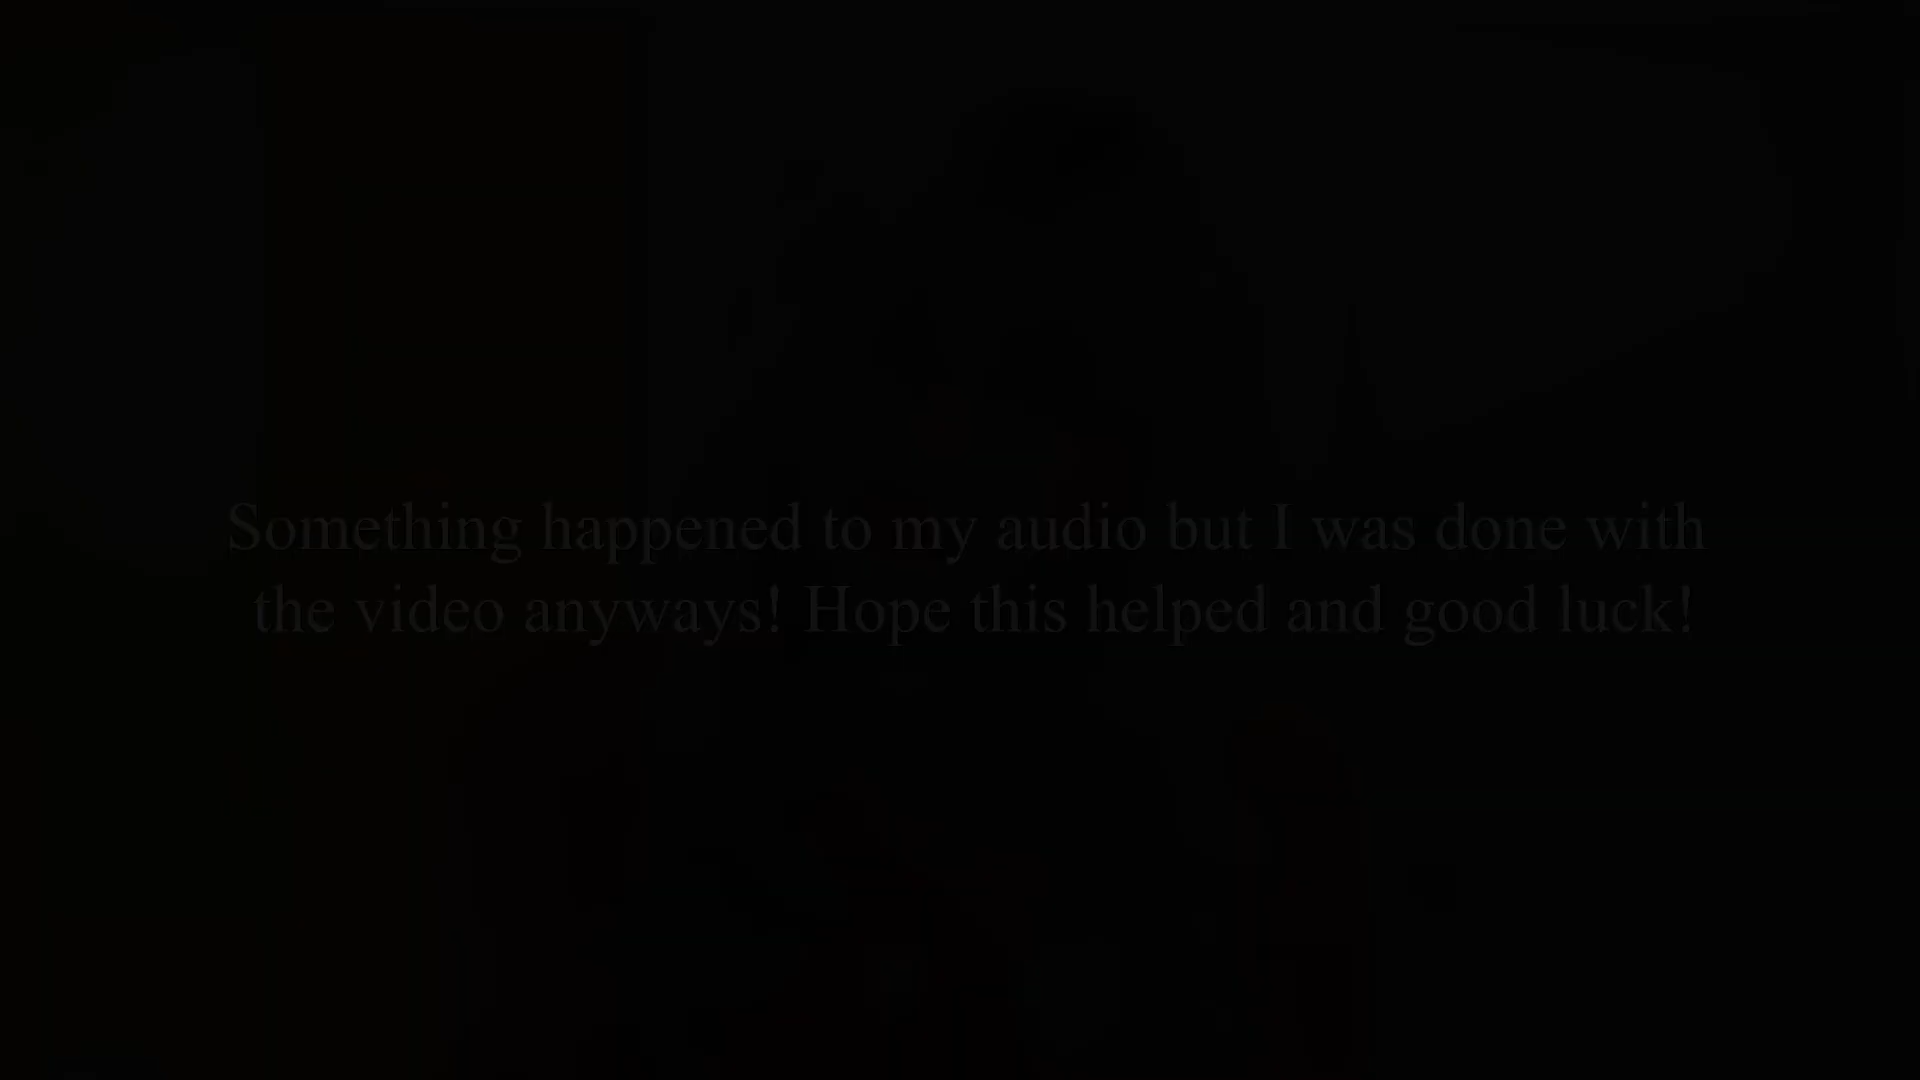 Something happened to my audio but I was done with
the video anyways! Hope this helped and good luck!